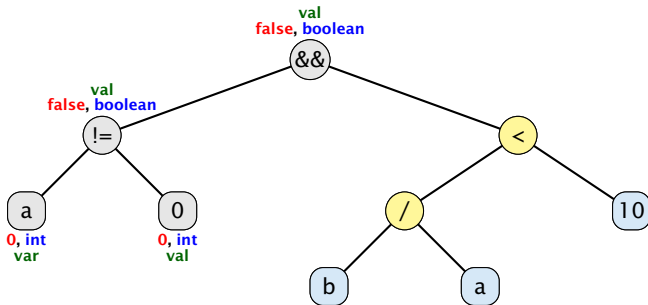 val
false, boolean
&&
val
false, boolean
!=
<
a
0
/
10
0, int
var
0, int
val
b
a